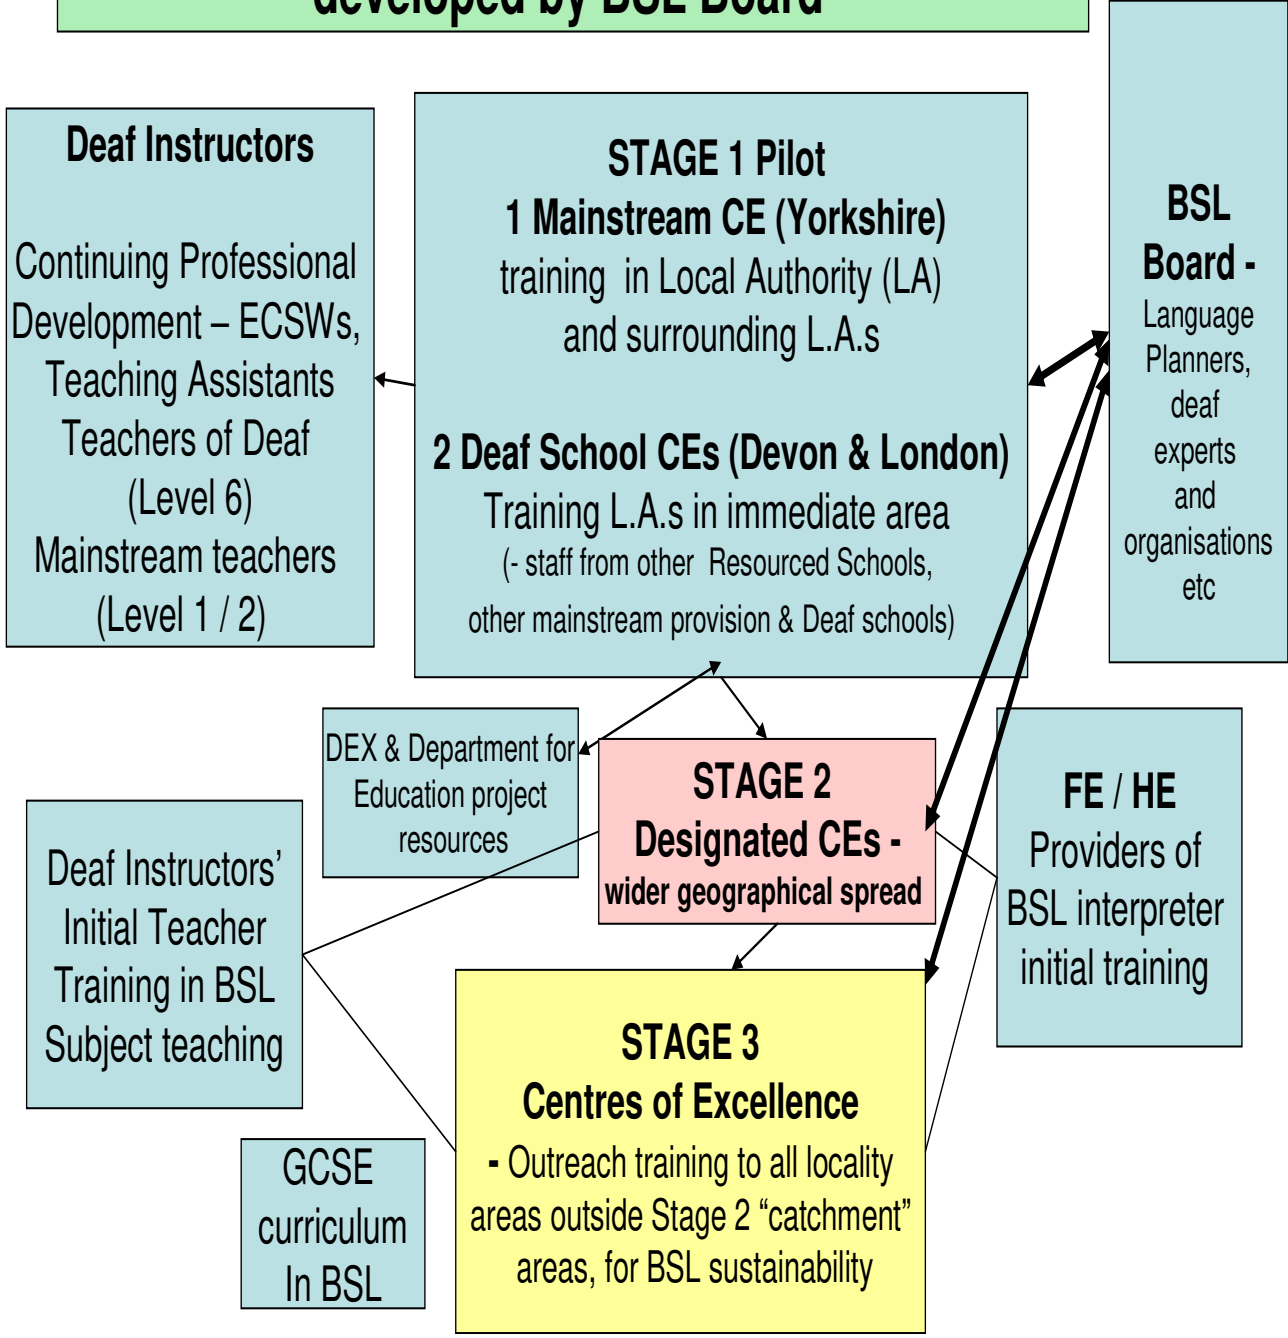 developed by BSL Board
Deaf Instructors
Continuing Professional
Development – ECSWs,
Teaching Assistants
Teachers of Deaf
(Level 6)
Mainstream teachers
(Level 1 / 2)
STAGE 1 Pilot
1 Mainstream CE (Yorkshire)
training in Local Authority (LA)
and surrounding L.A.s
2 Deaf School CEs (Devon & London)
Training L.A.s in immediate area
(- staff from other Resourced Schools,
other mainstream provision & Deaf schools)
BSL
Board -
Language
Planners,
deaf
experts
and
organisations
etc
DEX & Department for
Education project
resources
STAGE 2
Designated CEs -
wider geographical spread
FE / HE
Providers of
BSL interpreter
initial training
Deaf Instructors’
Initial Teacher
Training in BSL
Subject teaching
STAGE 3
Centres of Excellence
- Outreach training to all locality
areas outside Stage 2 “catchment”
areas, for BSL sustainability
GCSE
curriculum
In BSL